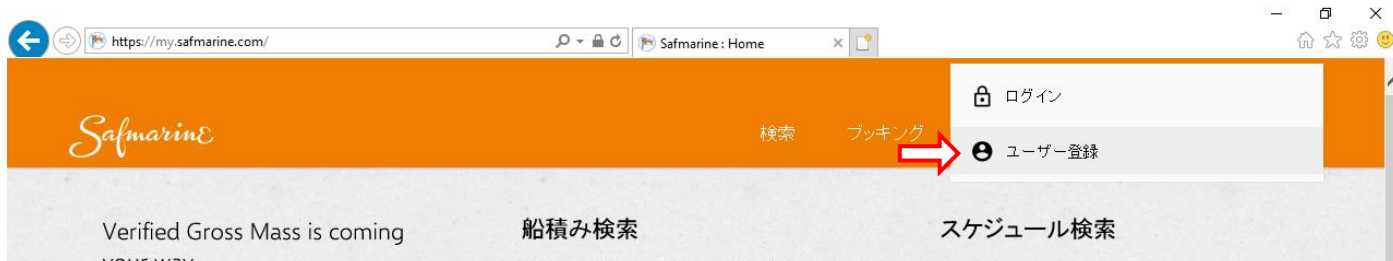 https://my.safmarine.com/
Safmarine : Home
ログイン
Safmarine
検索
ブッキング
ユーザー登録
Verified Gross Mass is coming
your way
船積み検索
スケジュール検索